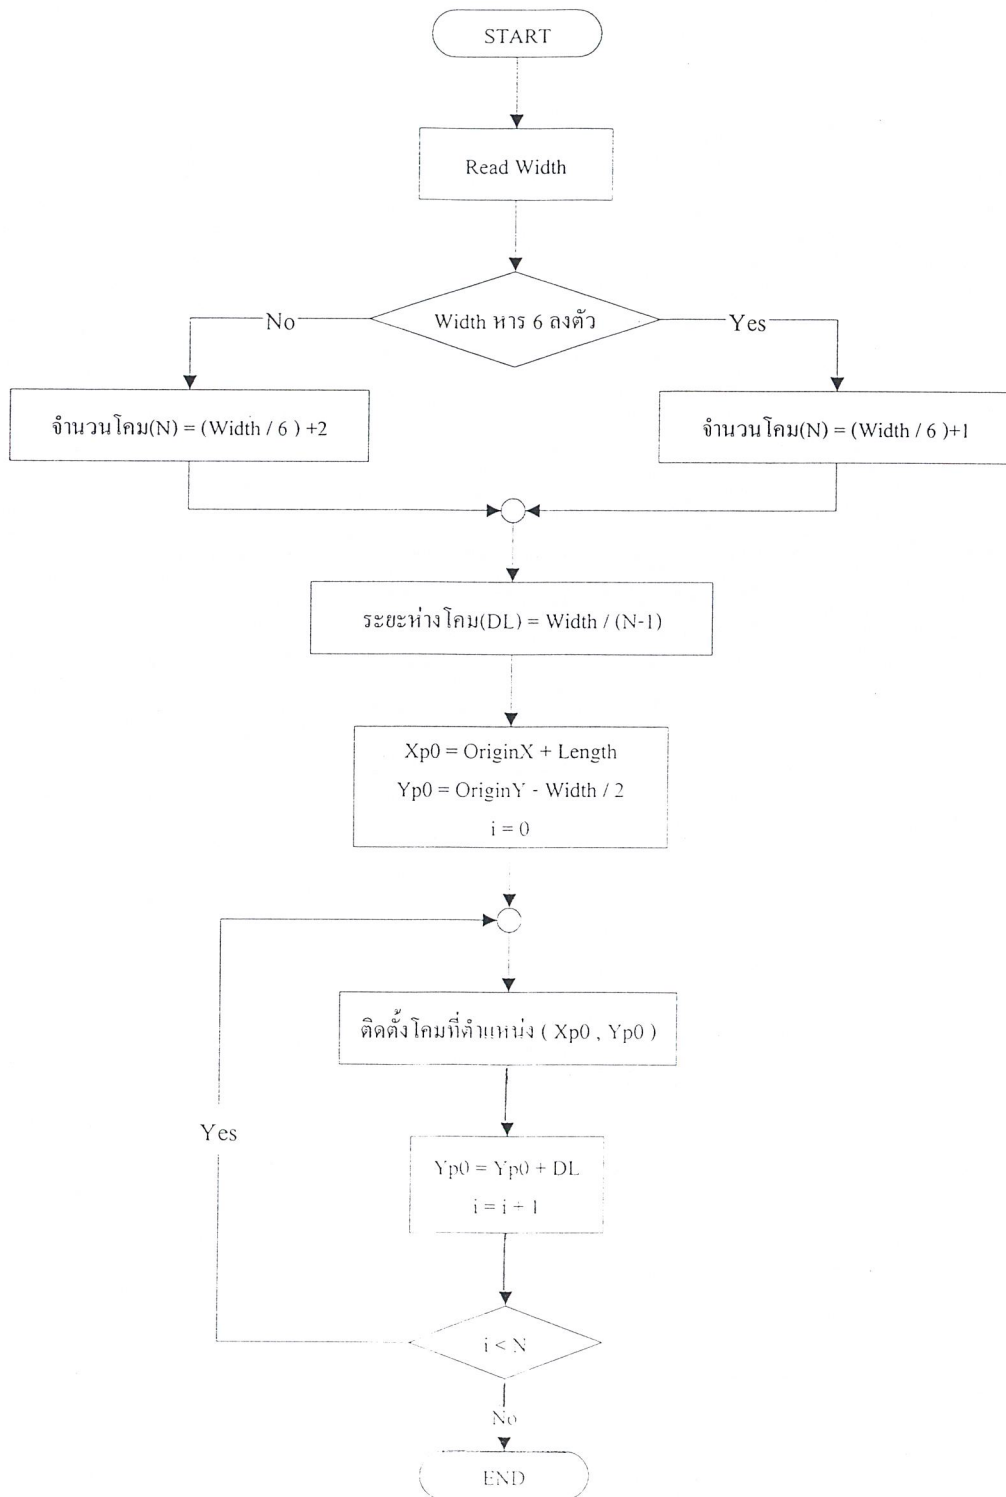 START
Read Width
Width หาร 6 ลงตัว
No
Yes
จำนวนโคม(N) = (Width / 6 ) +2
จำนวนโคม(N) = (Width / 6 )+1
ระยะห่างโคม(DL) = Width / (N-1)
Xp0 = OriginX + Length
Yp0 = OriginY - Width / 2
i = 0
ติดตั้งโคมที่ตำแหน่ง ( Xp0 , Yp0 )
Yes
Yp0 = Yp0 + DL
i = i + 1
i < N
No
END